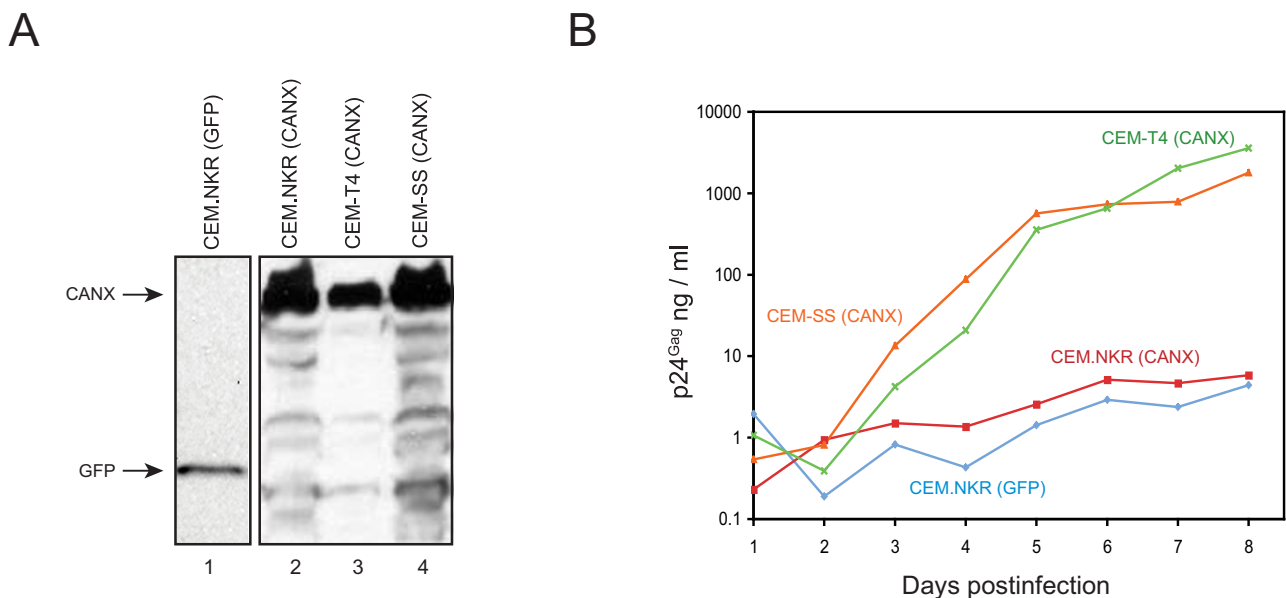 A
CEM.NKR (GFP)
CEM.NKR (CANX)
CEM-T4 (CANX)
CEM-SS (CANX)
CANX
GFP
1 2 3 4
B
10000
1000
100
10
1
0.1
p24Gag ng / ml
CEM-T4 (CANX)
CEM-SS (CANX)
CEM.NKR (CANX)
CEM.NKR (GFP)
1 2 3 4 5 6 7 8
Days postinfection